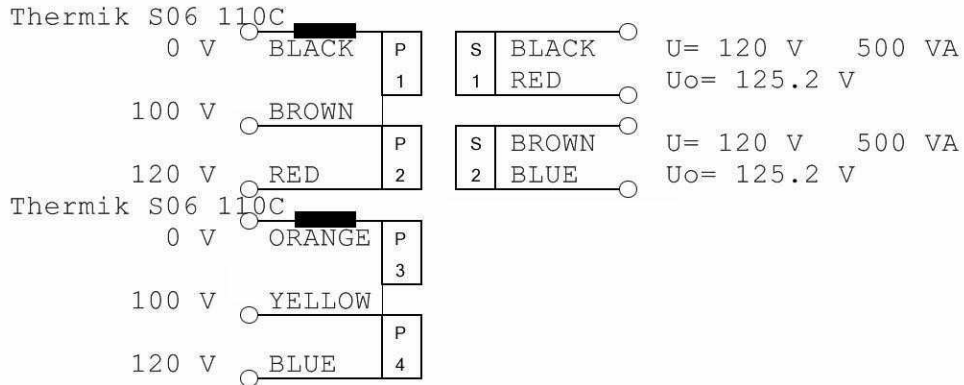 Thermik S06 110C
0 V BLACK P S BLACK U= 120 V 500 VA
1 1 RED Uo= 125.2 V
100 V BROWN
P S BROWN U= 120 V 500 VA
120 V RED 2 2 BLUE Uo= 125.2 V
Thermik S06 110C
0 V ORANGE P
3
100 V YELLOW
P
120 V BLUE 4